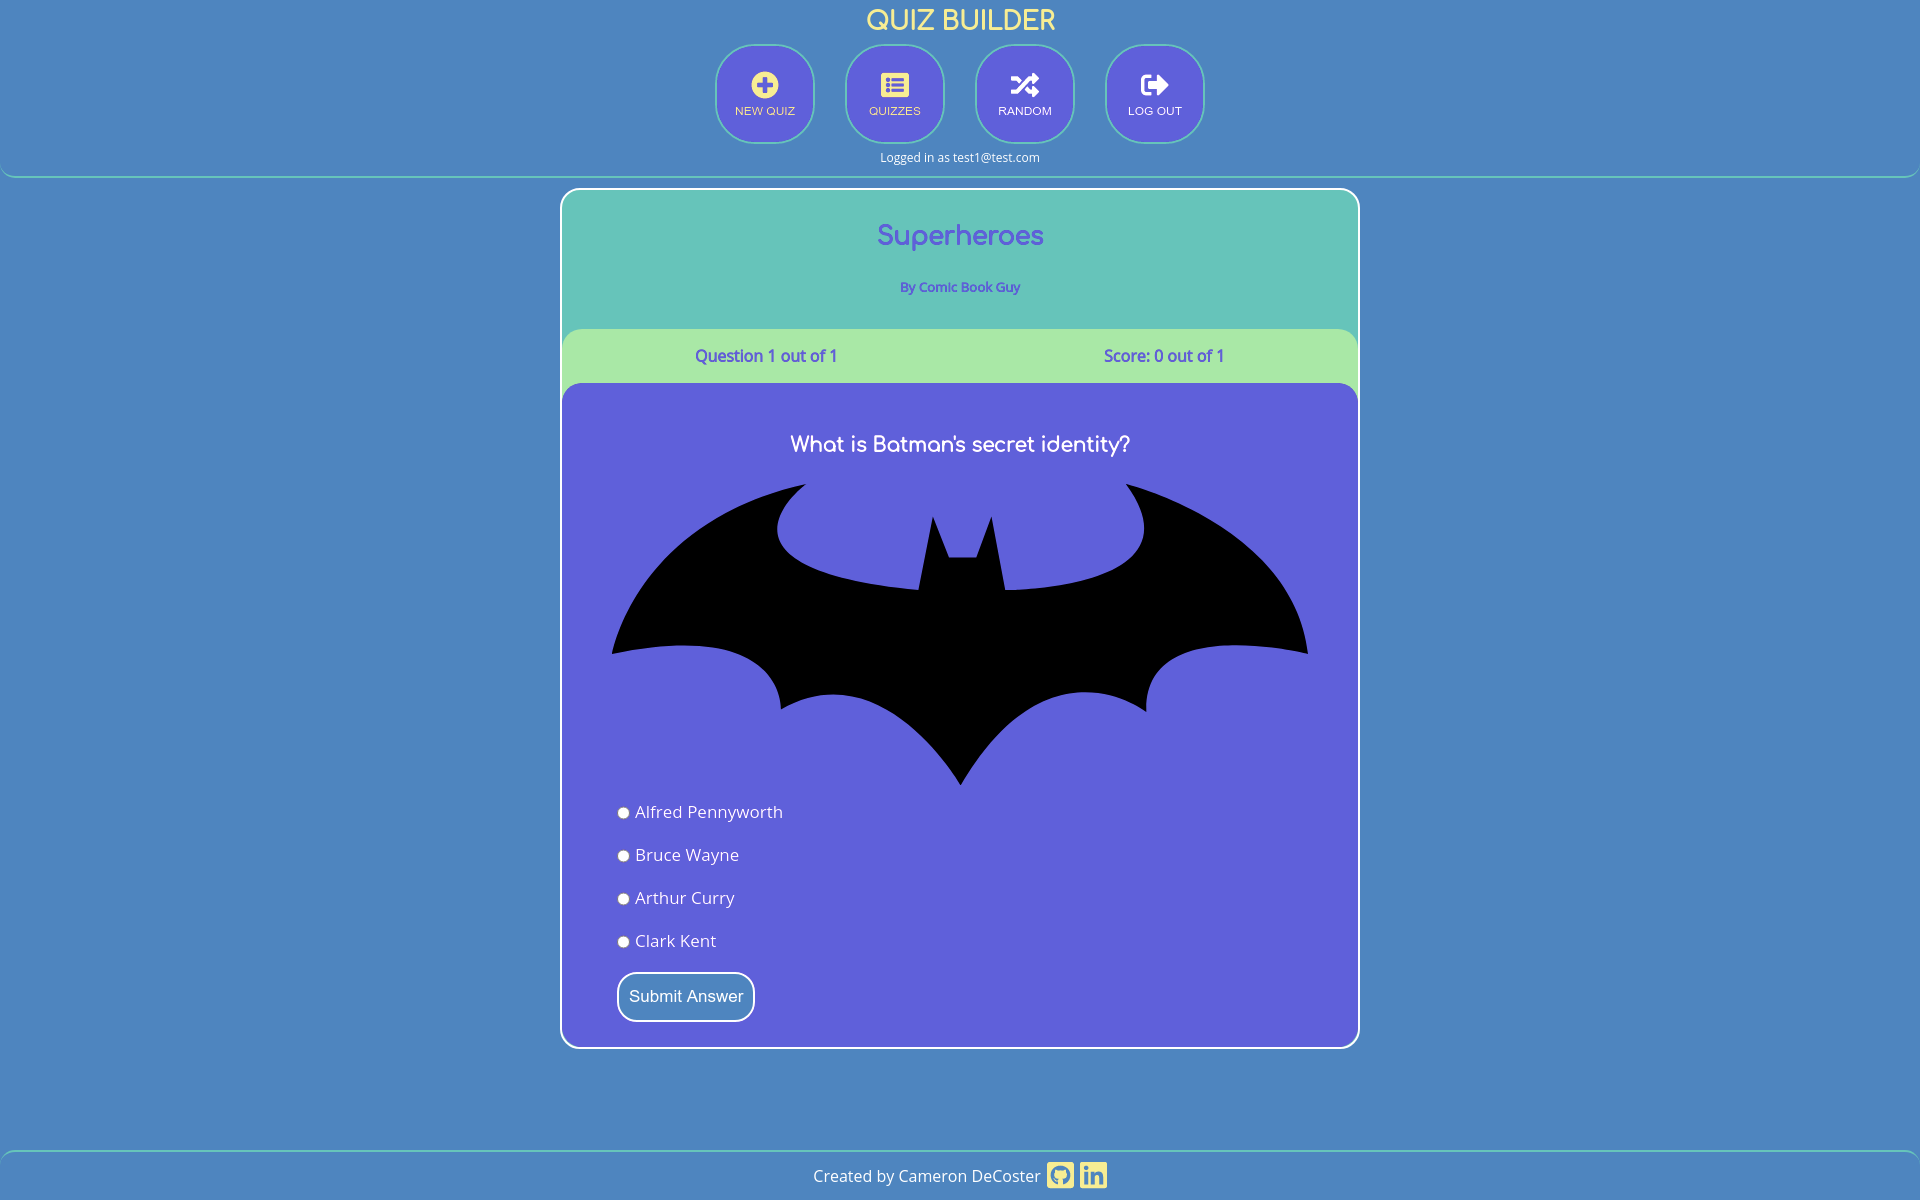 QUIZ BUILDER
NEW QUIZ
QUIZZES
RANDOM
LOG OUT
Logged in as test1@test.com
Superheroes
By Comic Book Guy
Question 1 out of 1
Score: 0 out of 1
What is Batman's secret identity?
Alfred Pennyworth
Bruce Wayne
Arthur Curry
Clark Kent
Submit Answer
Created by Cameron DeCoster